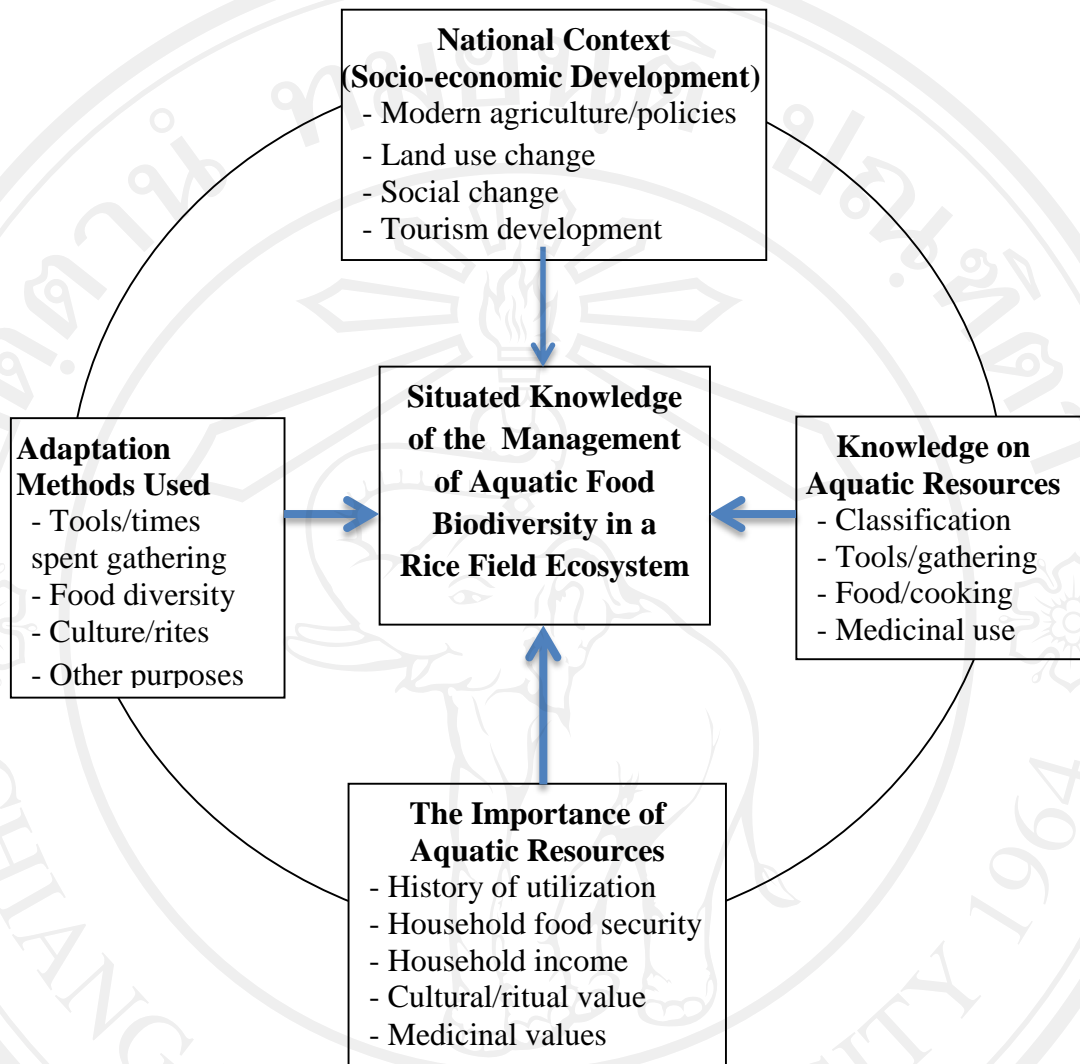 National Context
(Socio-economic Development)
- Modern agriculture/policies
- Land use change
- Social change
- Tourism development
Situated Knowledge
of the Management
of Aquatic Food
Biodiversity in a
Rice Field Ecosystem
Adaptation
Methods Used
- Tools/times
spent gathering
- Food diversity
- Culture/rites
- Other purposes
Knowledge on
Aquatic Resources
- Classification
- Tools/gathering
- Food/cooking
- Medicinal use
The Importance of
Aquatic Resources
- History of utilization
- Household food security
- Household income
- Cultural/ritual value
- Medicinal values
1964